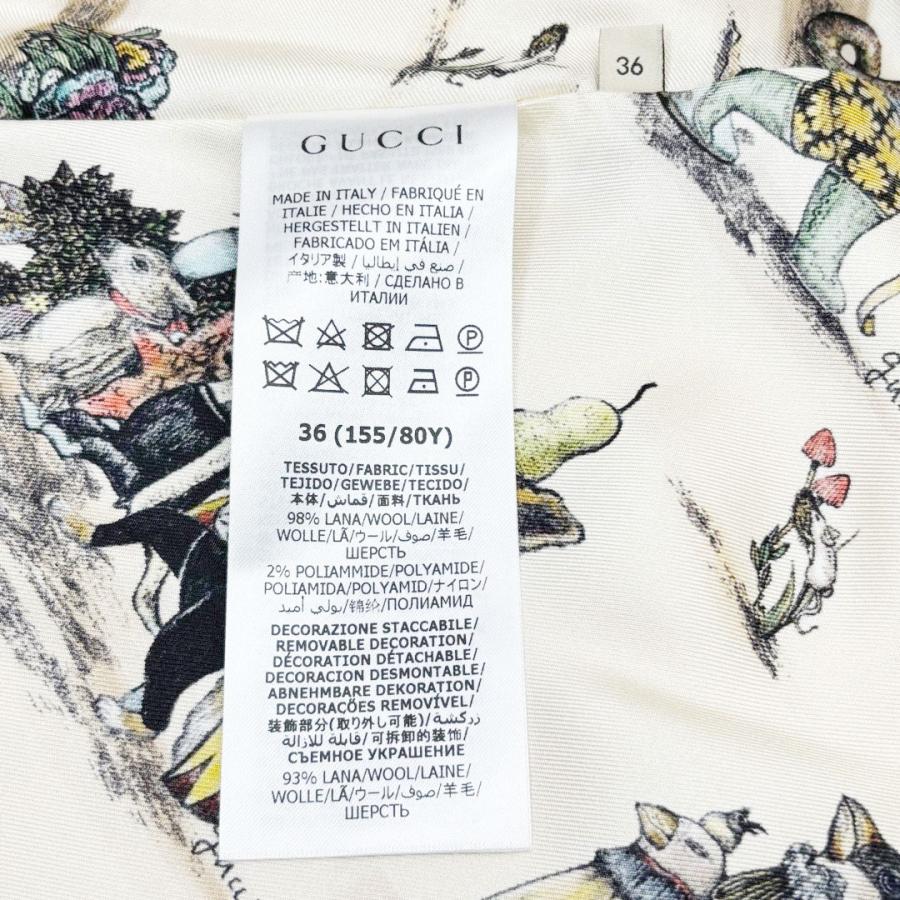 36
GUCCI
MADE IN ITALY / FABRIQUÉ EN
ITALIE / HECHO EN ITALIA /
HERGESTELLT IN ITALIEN /
FABRICADO EM ITÁLIA /
イタリア製 / صنع في إيطاليا /
产地:意大利 / СДЕЛАНО В
ИТАЛИИ
P
P
36 (155/80Y)
TESSUTO/FABRIC/TISSU/
TEJIDO/GEWEBE/TECIDO/
本体/قماش/面料/ТКАНЬ
98% LANA/WOOL/LAINE/
WOLLE/LÃ/ウール/صوف/羊毛/
ШЕРСТЬ
2% POLIAMMIDE/POLYAMIDE/
POLIAMIDA/POLYAMID/ナイロン/
بولي أميد/锦纶/ПОЛИАМИД
DECORAZIONE STACCABILE/
REMOVABLE DECORATION/
DÉCORATION DÉTACHABLE/
DECORACION DESMONTABLE/
ABNEHMBARE DEKORATION/
DECORAÇÕES REMOVÍVEL/
装飾部分(取り外し可能)/زركشة
قابلة للإزالة/可拆卸的装饰/
СЪЕМНОЕ УКРАШЕНИЕ
93% LANA/WOOL/LAINE/
WOLLE/LÃ/ウール/صوف/羊毛/
ШЕРСТЬ